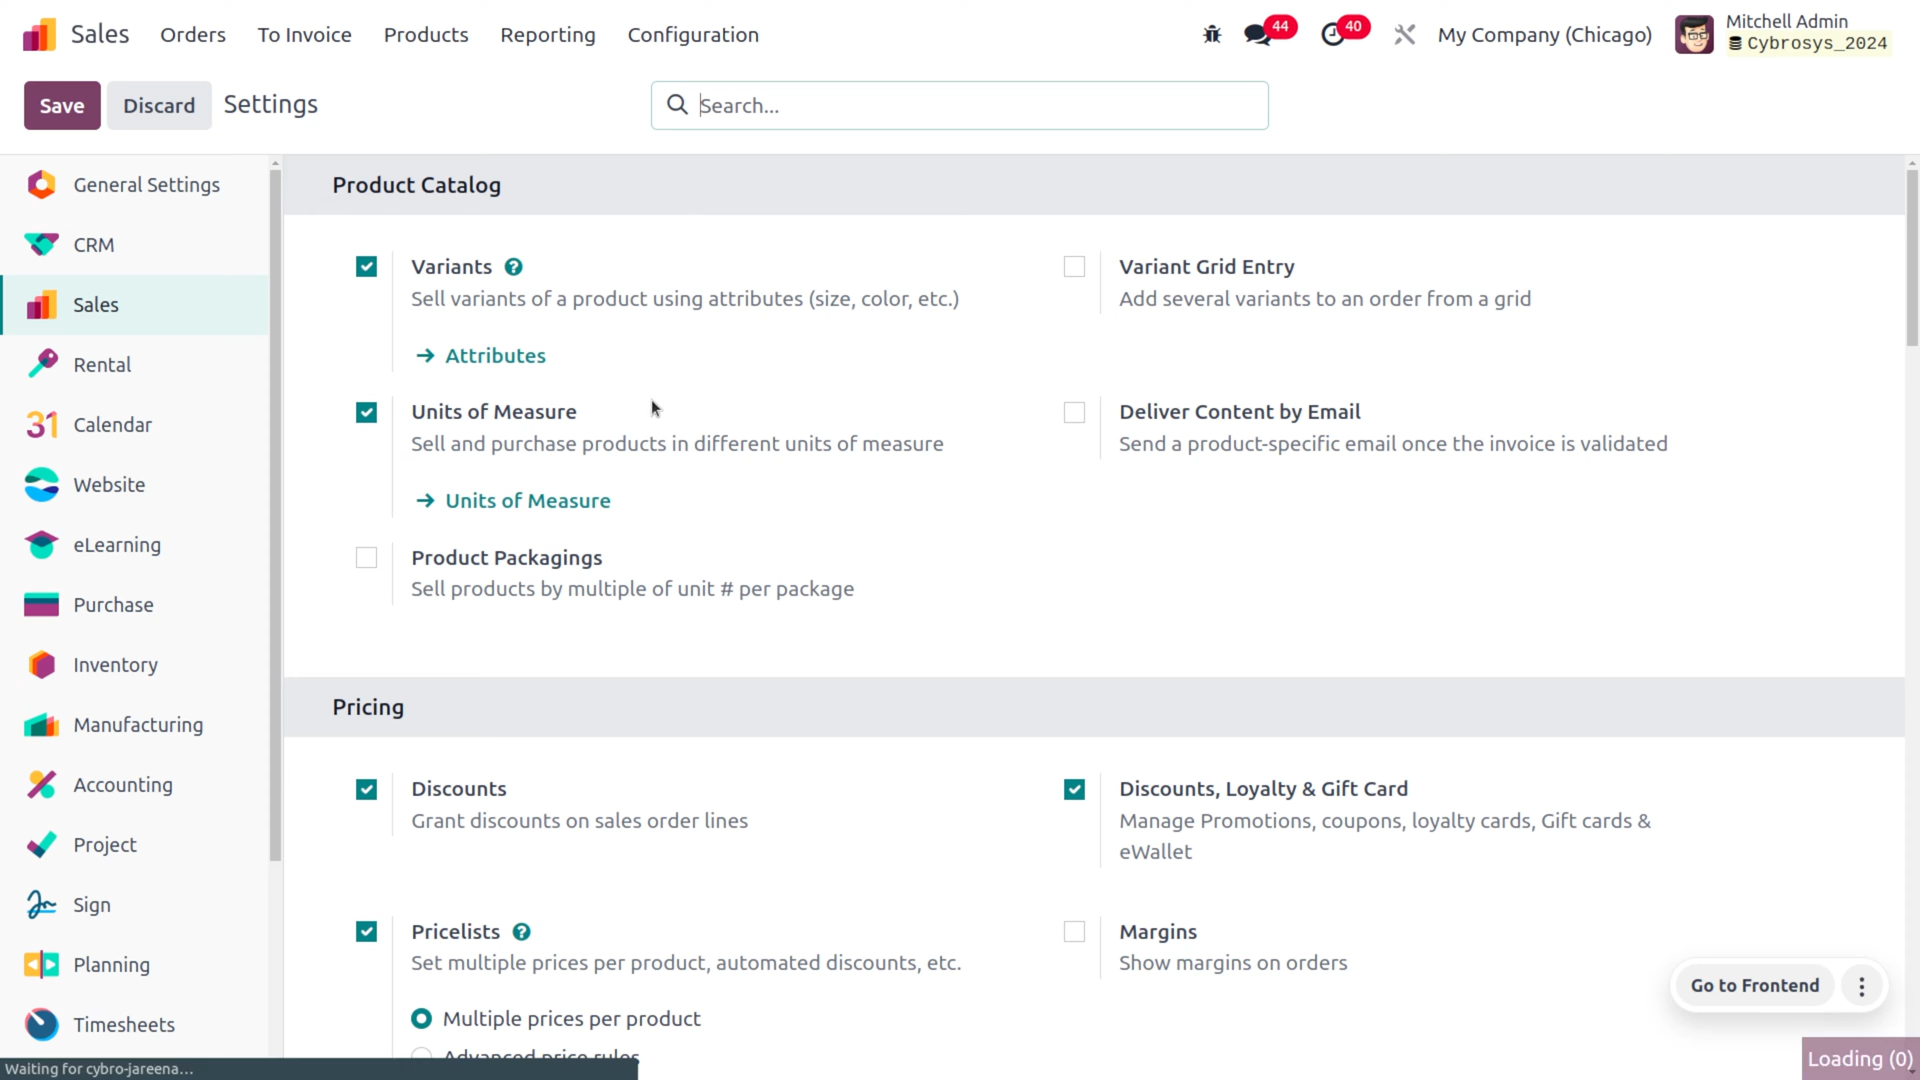 Sales
Orders
To Invoice
Products
Reporting
Configuration
44
40
My Company (Chicago)
Mitchell Admin
Cybrosys_2024
Save
Discard
Settings
Search...
General Settings
CRM
Sales
Rental
31
Calendar
Website
eLearning
Purchase
Inventory
Manufacturing
Accounting
Project
Sign
Planning
Timesheets
Product Catalog
Variants ?
Sell variants of a product using attributes (size, color, etc.)
Attributes
Variant Grid Entry
Add several variants to an order from a grid
Units of Measure
Sell and purchase products in different units of measure
Units of Measure
Deliver Content by Email
Send a product-specific email once the invoice is validated
Product Packagings
Sell products by multiple of unit # per package
Pricing
Discounts
Grant discounts on sales order lines
Discounts, Loyalty & Gift Card
Manage Promotions, coupons, loyalty cards, Gift cards &
eWallet
Pricelists ?
Set multiple prices per product, automated discounts, etc.
Multiple prices per product
Advanced price rules
Margins
Show margins on orders
Go to Frontend
Waiting for cybro-jareena...
Loading (0)